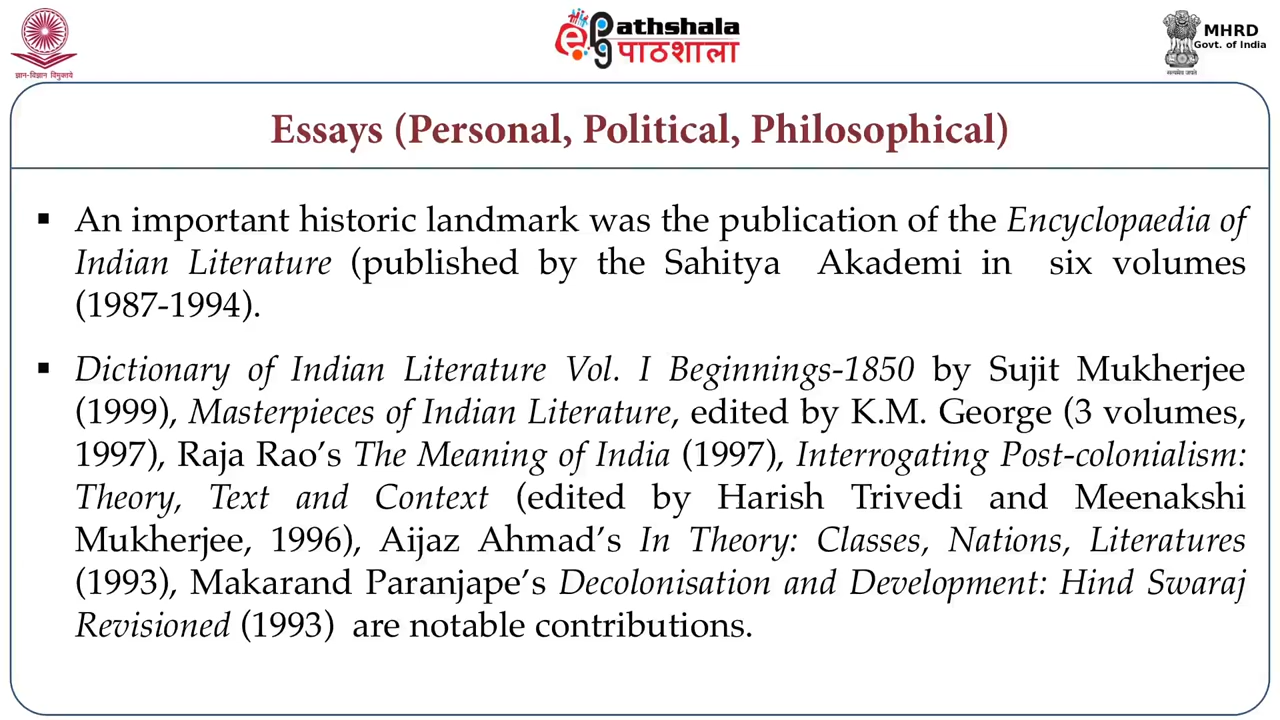 ज्ञान-विज्ञान विमुक्तये
ePathshala
पाठशाला
MHRD
Govt. of India
सत्यमेव जयते
Essays (Personal, Political, Philosophical)
▪ An important historic landmark was the publication of the Encyclopaedia of
Indian Literature (published by the Sahitya Akademi in six volumes
(1987-1994).
▪ Dictionary of Indian Literature Vol. I Beginnings-1850 by Sujit Mukherjee
(1999), Masterpieces of Indian Literature, edited by K.M. George (3 volumes,
1997), Raja Rao’s The Meaning of India (1997), Interrogating Post-colonialism:
Theory, Text and Context (edited by Harish Trivedi and Meenakshi
Mukherjee, 1996), Aijaz Ahmad’s In Theory: Classes, Nations, Literatures
(1993), Makarand Paranjape’s Decolonisation and Development: Hind Swaraj
Revisioned (1993) are notable contributions.